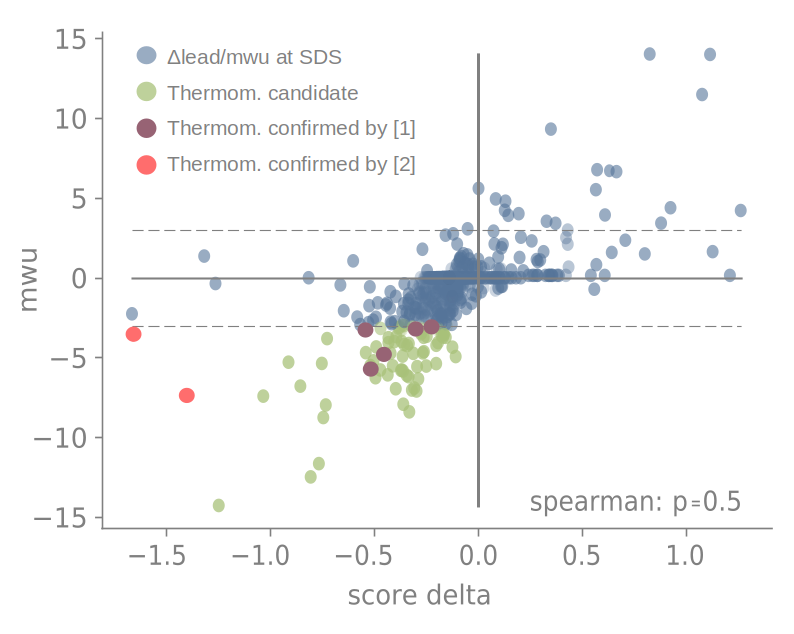 Δlead/mwu at SDS
Thermom. candidate
Thermom. confirmed by [1]
Thermom. confirmed by [2]
15
10
5
0
−5
−10
−15
mwu
spearman: p=0.5
−1.5 −1.0 −0.5 0.0 0.5 1.0
score delta